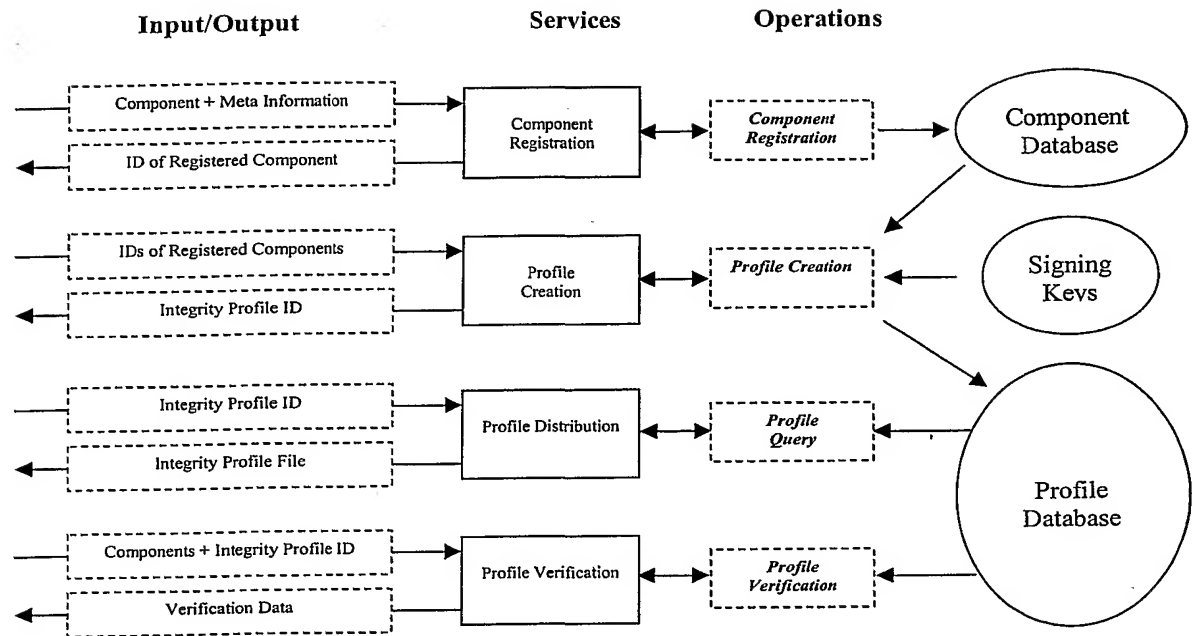 Input/Output
Services
Operations
Component + Meta Information
ID of Registered Component
Component
Registration
Component
Registration
Component
Database
IDs of Registered Components
Integrity Profile ID
Profile
Creation
Profile Creation
Signing
Kevs
Integrity Profile ID
Integrity Profile File
Profile Distribution
Profile
Query
Profile
Database
Components + Integrity Profile ID
Verification Data
Profile Verification
Profile
Verification